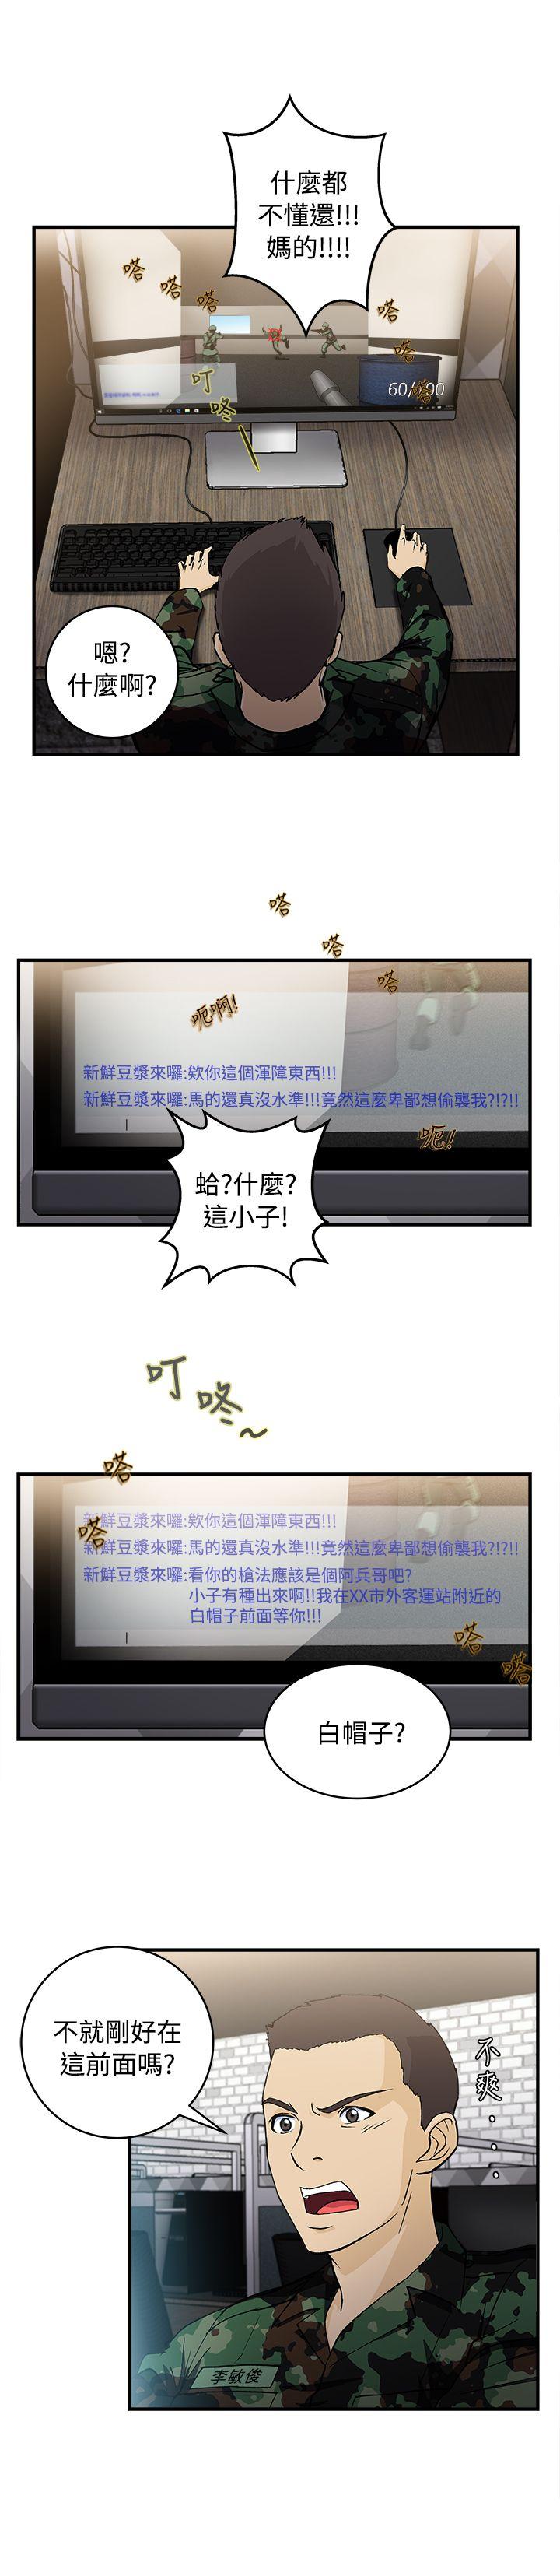 什麼都
不懂還!!!
媽的!!!!
嗒
嗒
嗒
嗒
嗒
嗒
叮
咚
60/100
嗯?
什麼啊?
嗒
嗒
嗒
呃啊!
新鮮豆漿來囉:欸你這個渾障東西!!!
新鮮豆漿來囉:馬的還真沒水準!!!竟然這麼卑鄙想偷襲我?!?!!
呃!
蛤?什麼?
這小子!
叮
咚~
嗒
嗒
新鮮豆漿來囉:欸你這個渾障東西!!!
新鮮豆漿來囉:馬的還真沒水準!!!竟然這麼卑鄙想偷襲我?!?!!
新鮮豆漿來囉:看你的槍法應該是個阿兵哥吧?
小子有種出來啊!!我在XX市外客運站附近的
白帽子前面等你!!!
嗒
嗒
白帽子?
不就剛好在
這前面嗎?
不爽...
李敏俊